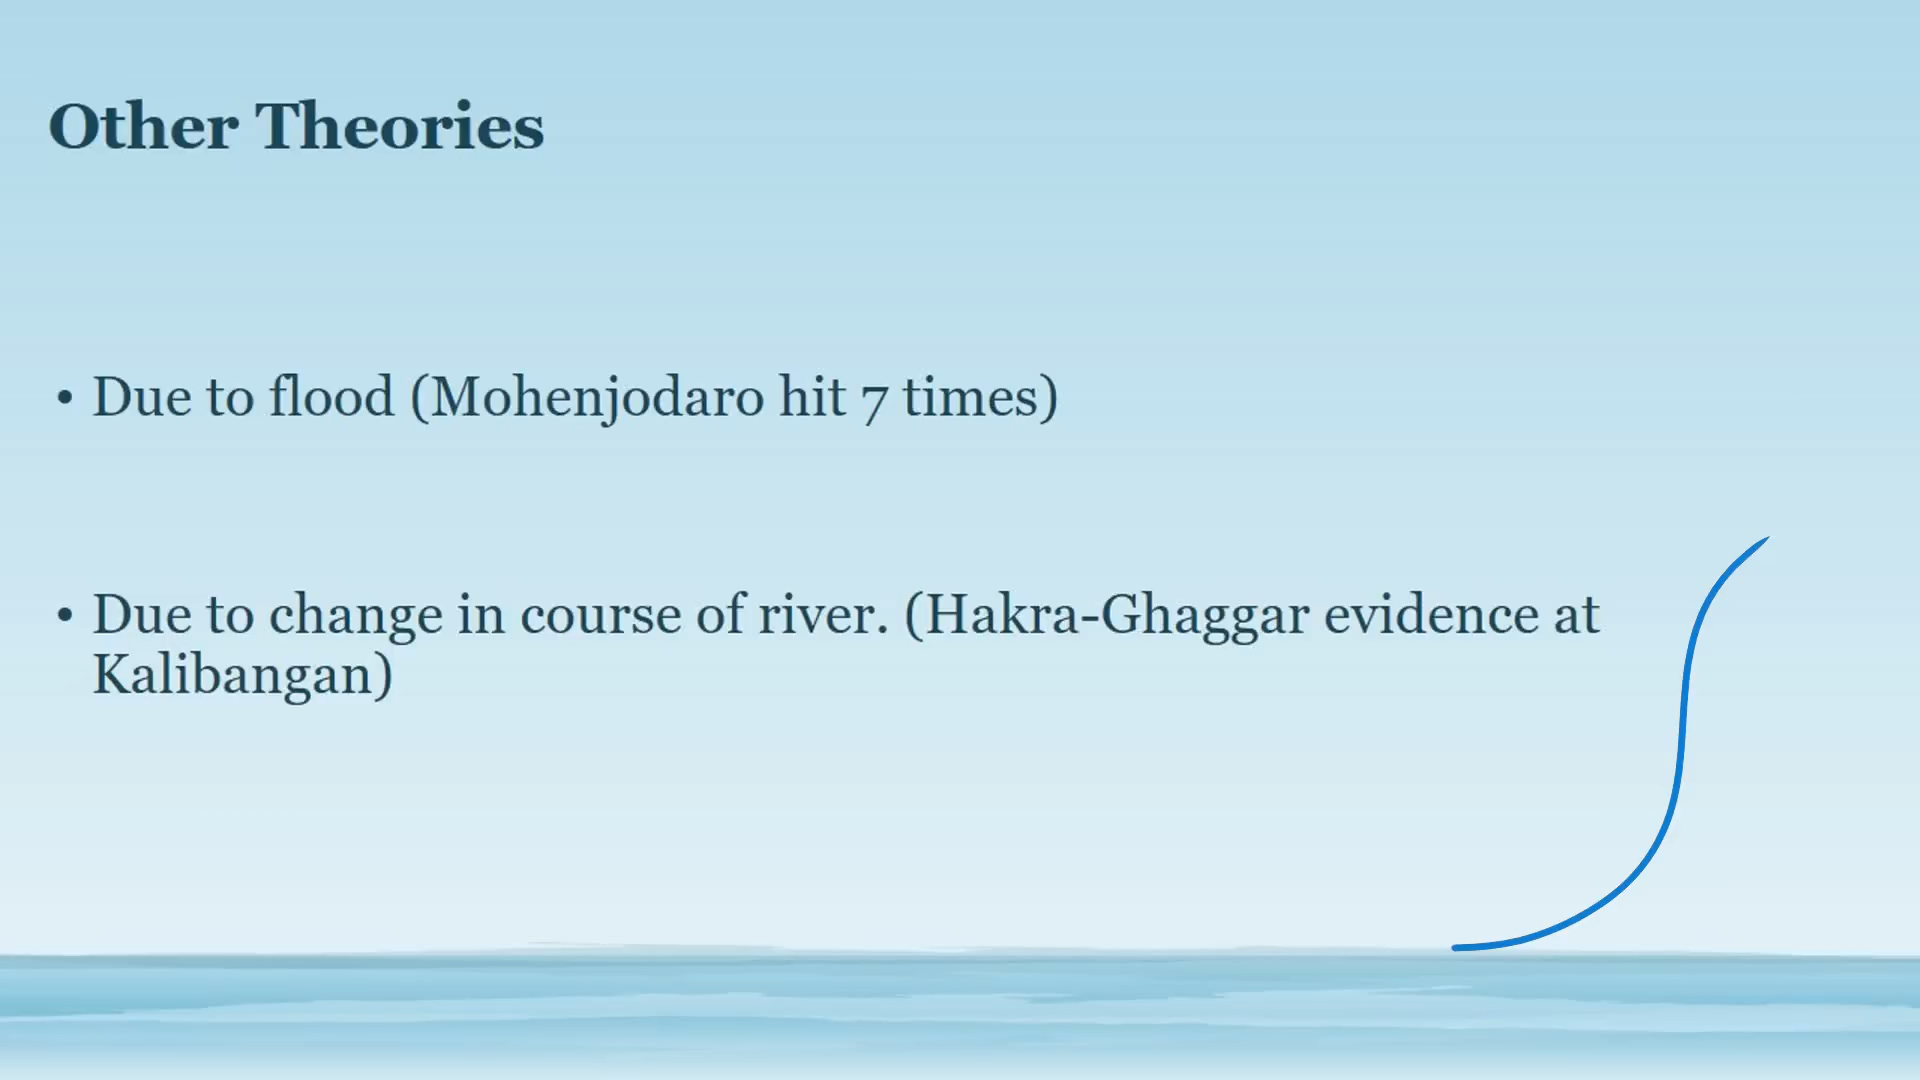 Other Theories
• Due to flood (Mohenjodaro hit 7 times)
• Due to change in course of river. (Hakra-Ghaggar evidence at
Kalibangan)